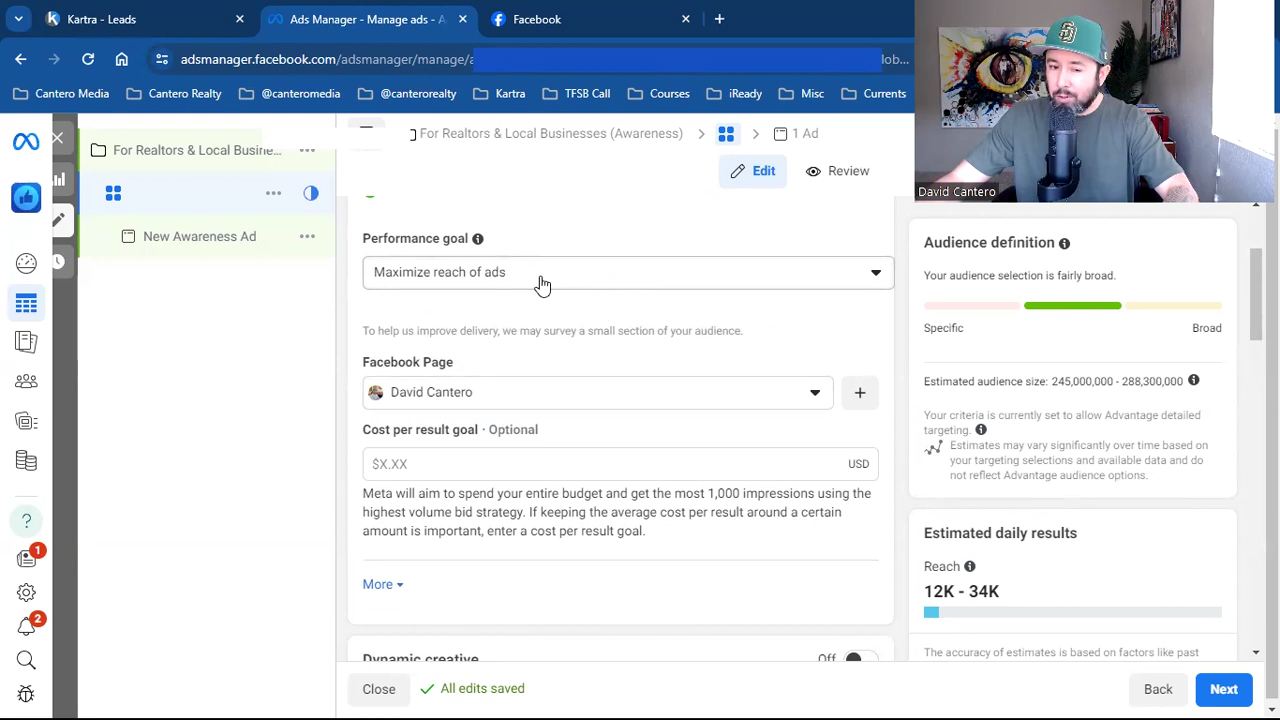 Kartra - Leads
Ads Manager - Manage ads - A
Facebook
adsmanager.facebook.com/adsmanager/manage/a
lob...
Cantero Media
Cantero Realty
@canteromedia
@canterorealty
Kartra
TFSB Call
Courses
iReady
Misc
Currents
For Realtors & Local Busine...
New Awareness Ad
For Realtors & Local Businesses (Awareness)
1 Ad
Edit
Review
David Cantero
Performance goal
Maximize reach of ads
To help us improve delivery, we may survey a small section of your audience.
Facebook Page
David Cantero
Cost per result goal · Optional
$X.XX
USD
Meta will aim to spend your entire budget and get the most 1,000 impressions using the
highest volume bid strategy. If keeping the average cost per result around a certain
amount is important, enter a cost per result goal.
More
Dynamic creative
Off
Audience definition
Your audience selection is fairly broad.
Specific
Broad
Estimated audience size: 245,000,000 - 288,300,000
Your criteria is currently set to allow Advantage detailed
targeting.
Estimates may vary significantly over time based on
your targeting selections and available data and do
not reflect Advantage audience options.
Estimated daily results
Reach
12K - 34K
The accuracy of estimates is based on factors like past
1
2
Close
All edits saved
Back
Next